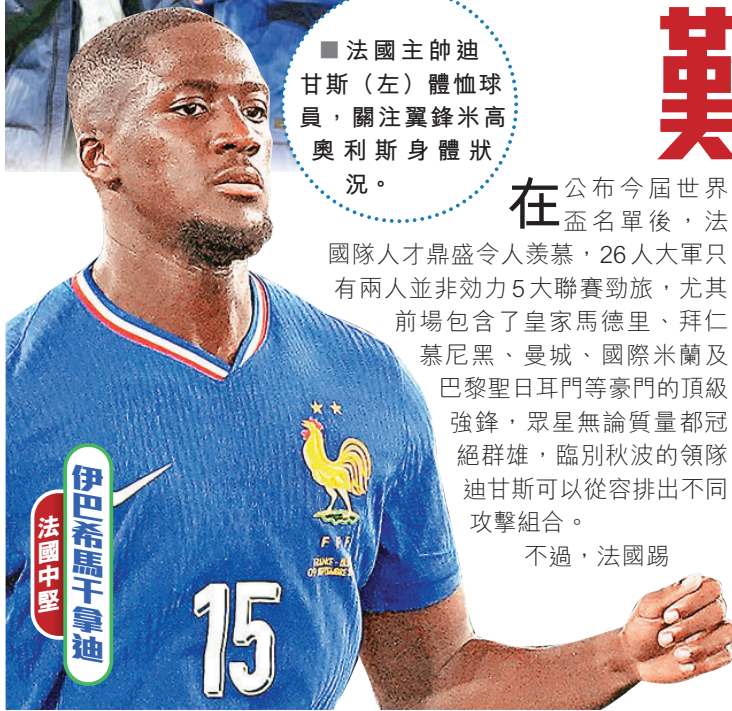 ■法國主帥迪
甘斯（左）體恤球
員，關注翼鋒米高
奧利斯身體狀
況。
在公布今屆世界
盃名單後，法
國隊人才鼎盛令人羨慕，26人大軍只
有兩人並非効力5大聯賽勁旅，尤其
前場包含了皇家馬德里、拜仁
慕尼黑、曼城、國際米蘭及
巴黎聖日耳門等豪門的頂級
強鋒，眾星無論質量都冠
絕群雄，臨別秋波的領隊
迪甘斯可以從容排出不同
攻擊組合。
不過，法國踢
伊巴希馬干拿迪
法國中堅
FFF
15